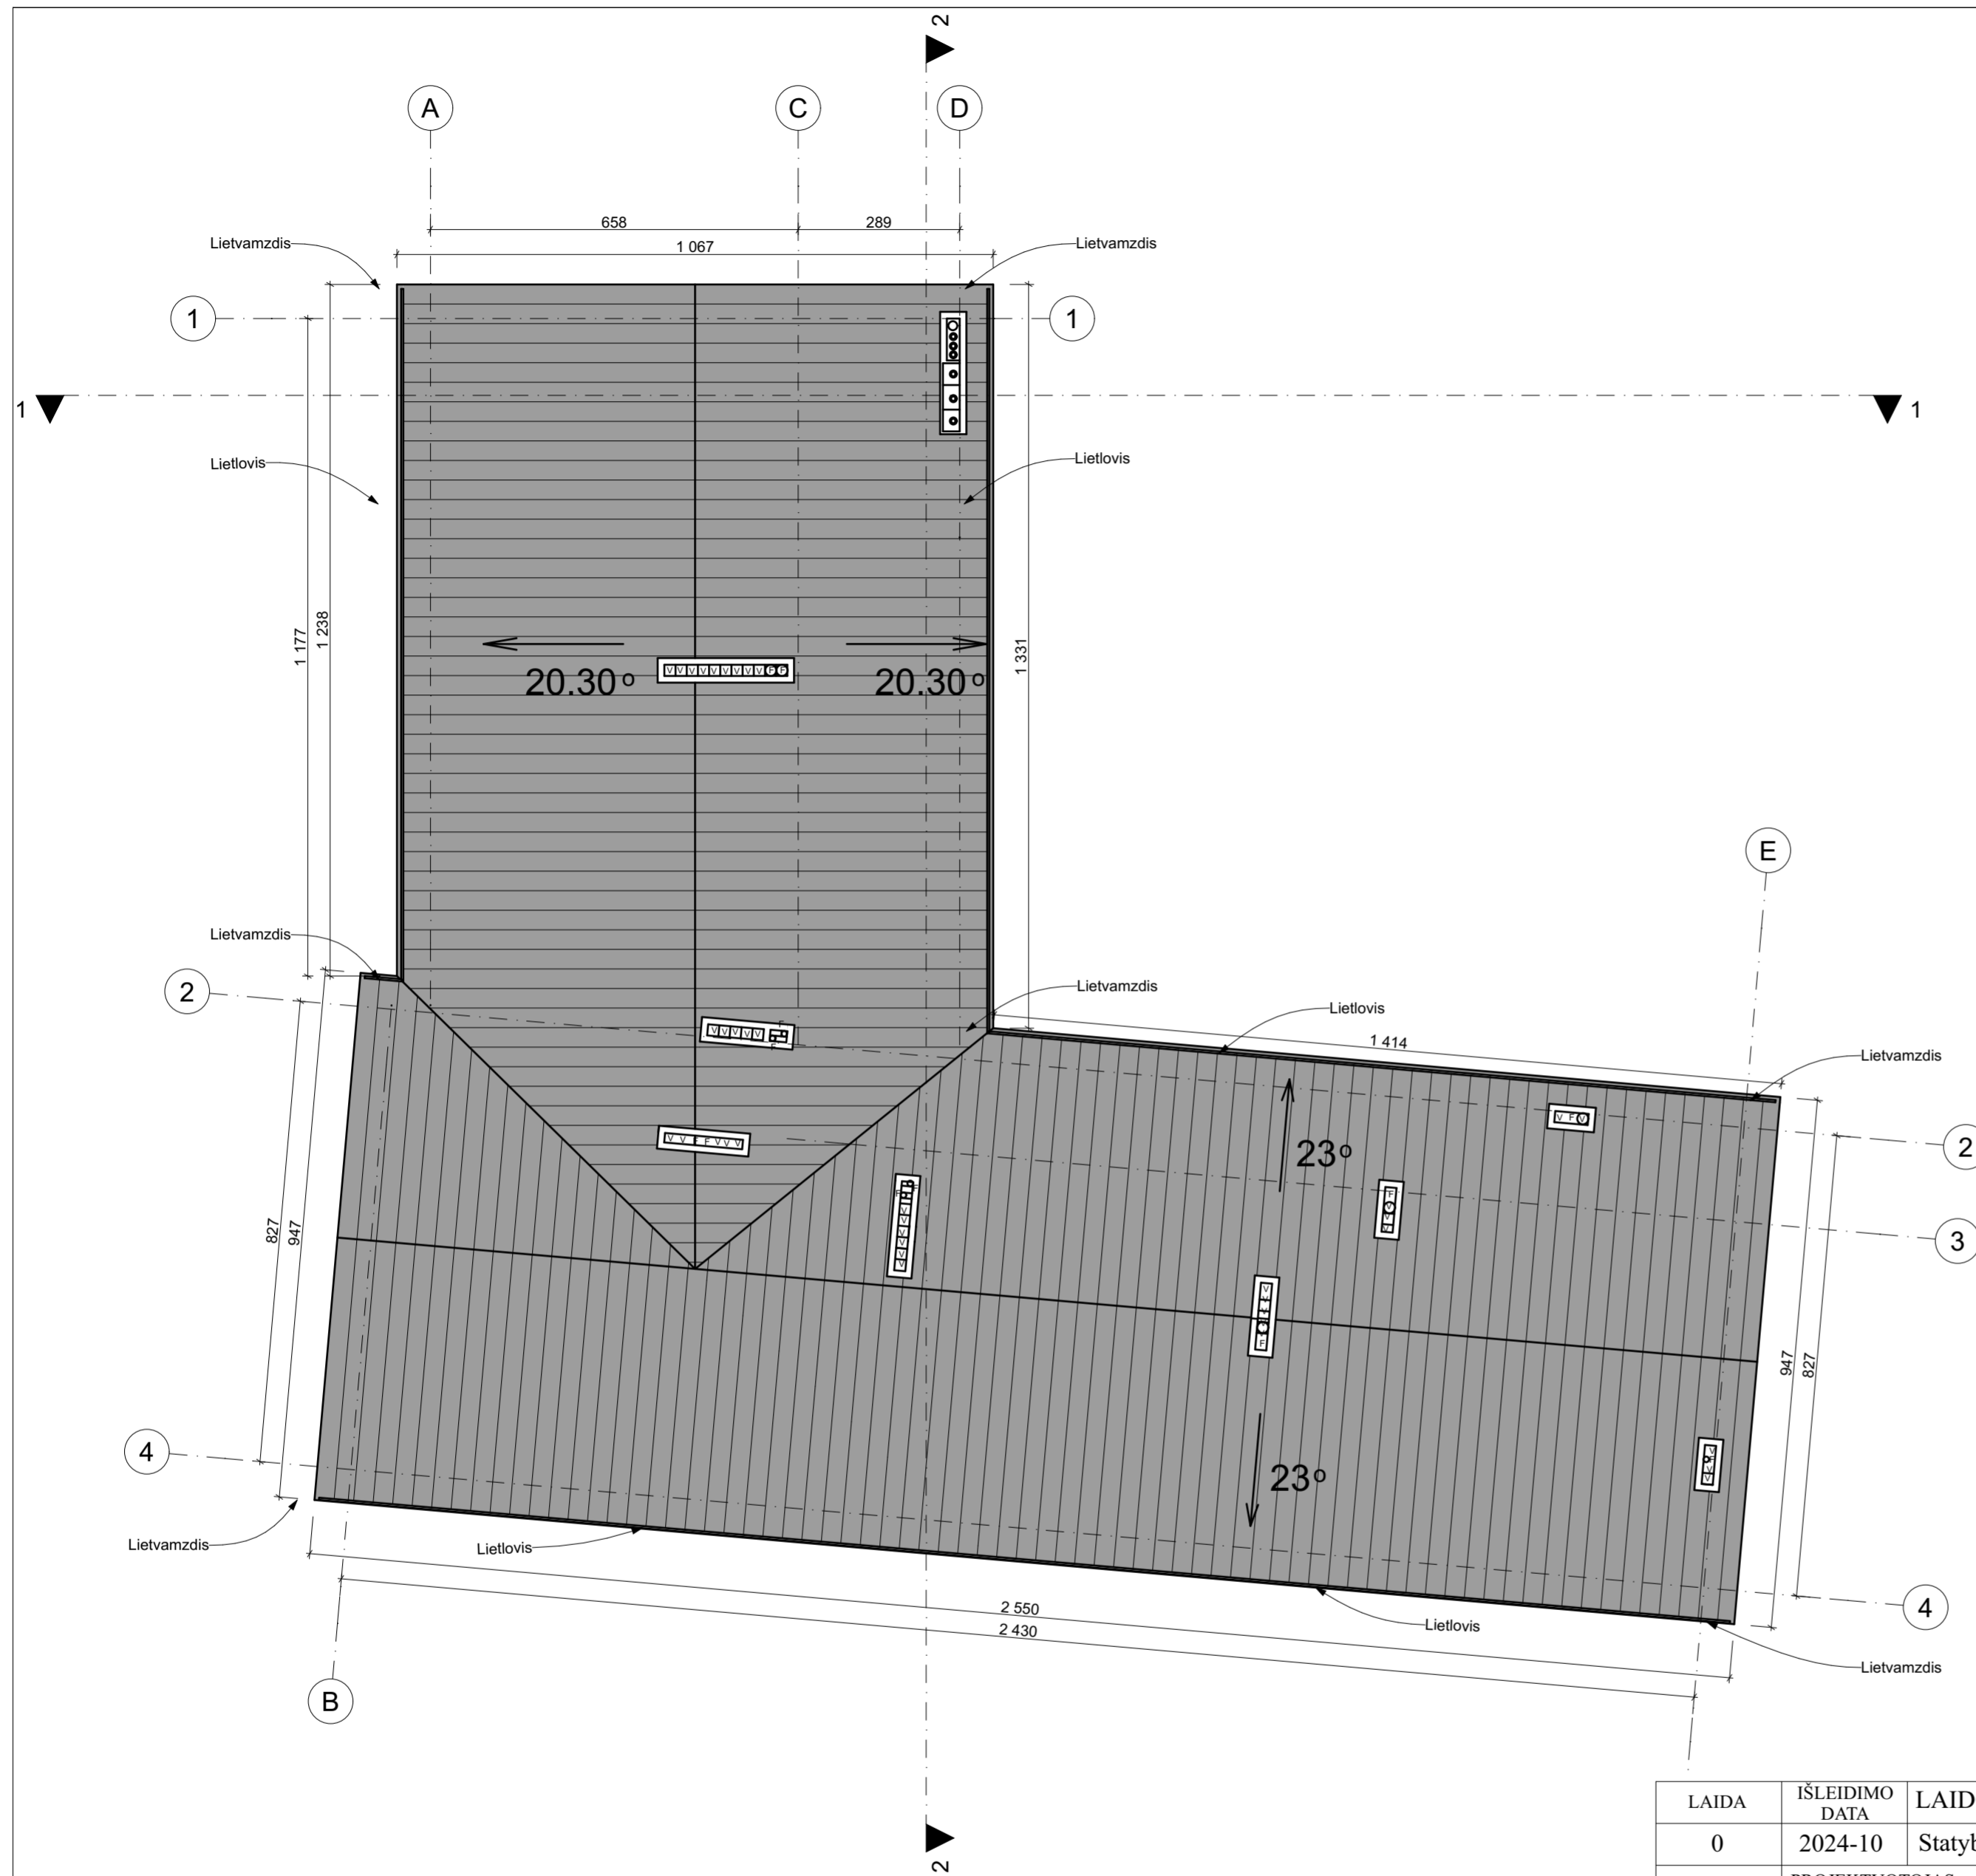 2
A
C
D
658
289
1 067
Lietvamzdis
Lietvamzdis
1
1
1
1
Lietlovis
Lietlovis
1 177
1 238
1 331
20.30°
20.30°
V V V V V V V V V F F
E
Lietvamzdis
2
Lietvamzdis
Lietlovis
1 414
Lietvamzdis
V V V V V
F
F
V F V
2
23°
V V F F V V V
3
827
947
947
827
4
23°
4
Lietvamzdis
Lietlovis
2 550
2 430
Lietlovis
Lietvamzdis
B
2
LAIDA
IŠLEIDIMO
DATA
LAID
0
2024-10
Statyb